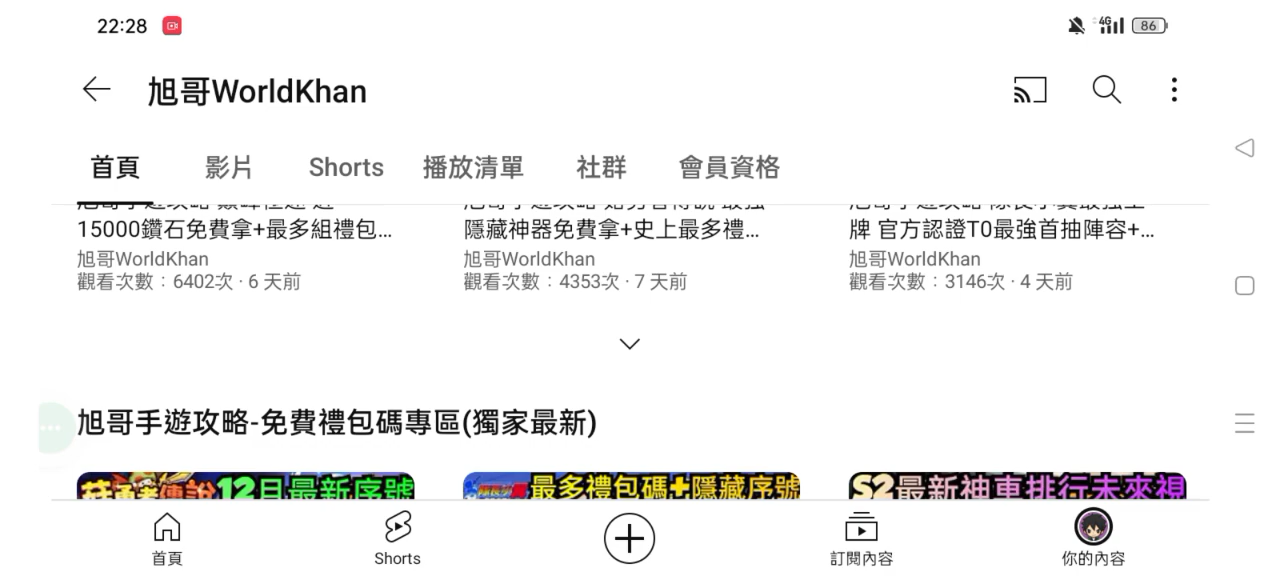 22:28
4G
86
旭哥WorldKhan
首頁
影片
Shorts
播放清單
社群
會員資格
15000鑽石免費拿+最多組禮包...
旭哥WorldKhan
觀看次數：6402次 · 6 天前
隱藏神器免費拿+史上最多禮...
旭哥WorldKhan
觀看次數：4353次 · 7 天前
牌 官方認證T0最強首抽陣容+...
旭哥WorldKhan
觀看次數：3146次 · 4 天前
旭哥手遊攻略-免費禮包碼專區(獨家最新)
菇勇者傳說12月最新序號
最多禮包碼+隱藏序號
S2最新神車排行未來視
首頁
Shorts
訂閱內容
你的內容